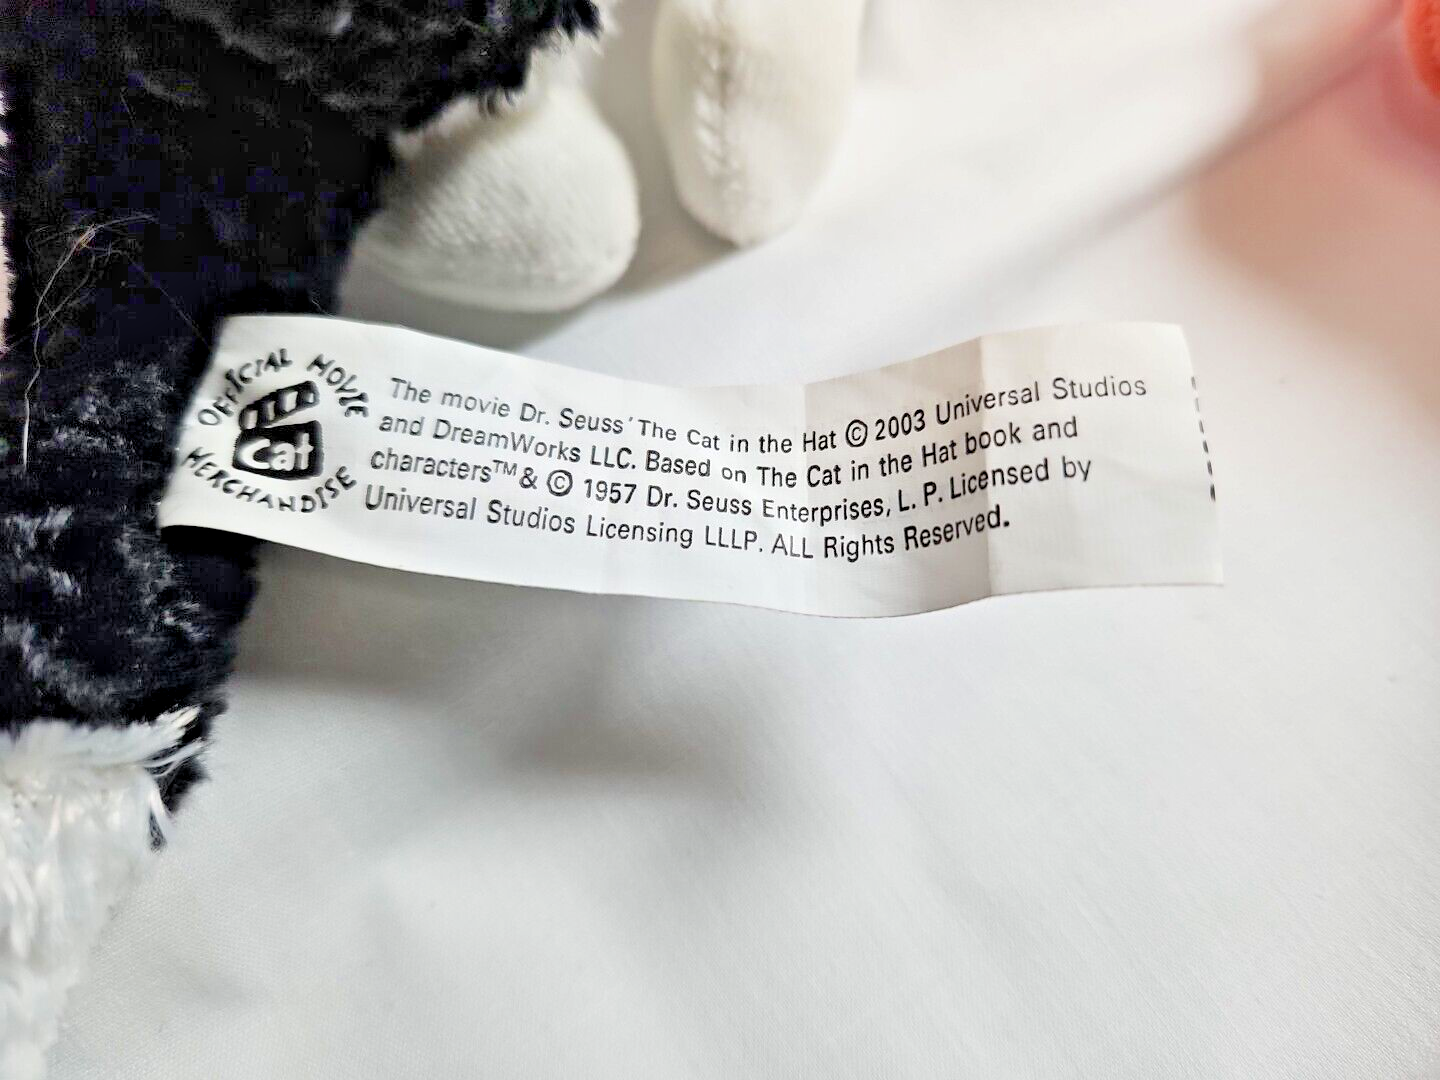 OFFICIAL MOVIE
Cat
MERCHANDISE
The movie Dr. Seuss' The Cat in the Hat © 2003 Universal Studios
and DreamWorks LLC. Based on The Cat in the Hat book and
characters™ & © 1957 Dr. Seuss Enterprises, L. P. Licensed by
Universal Studios Licensing LLLP. ALL Rights Reserved.